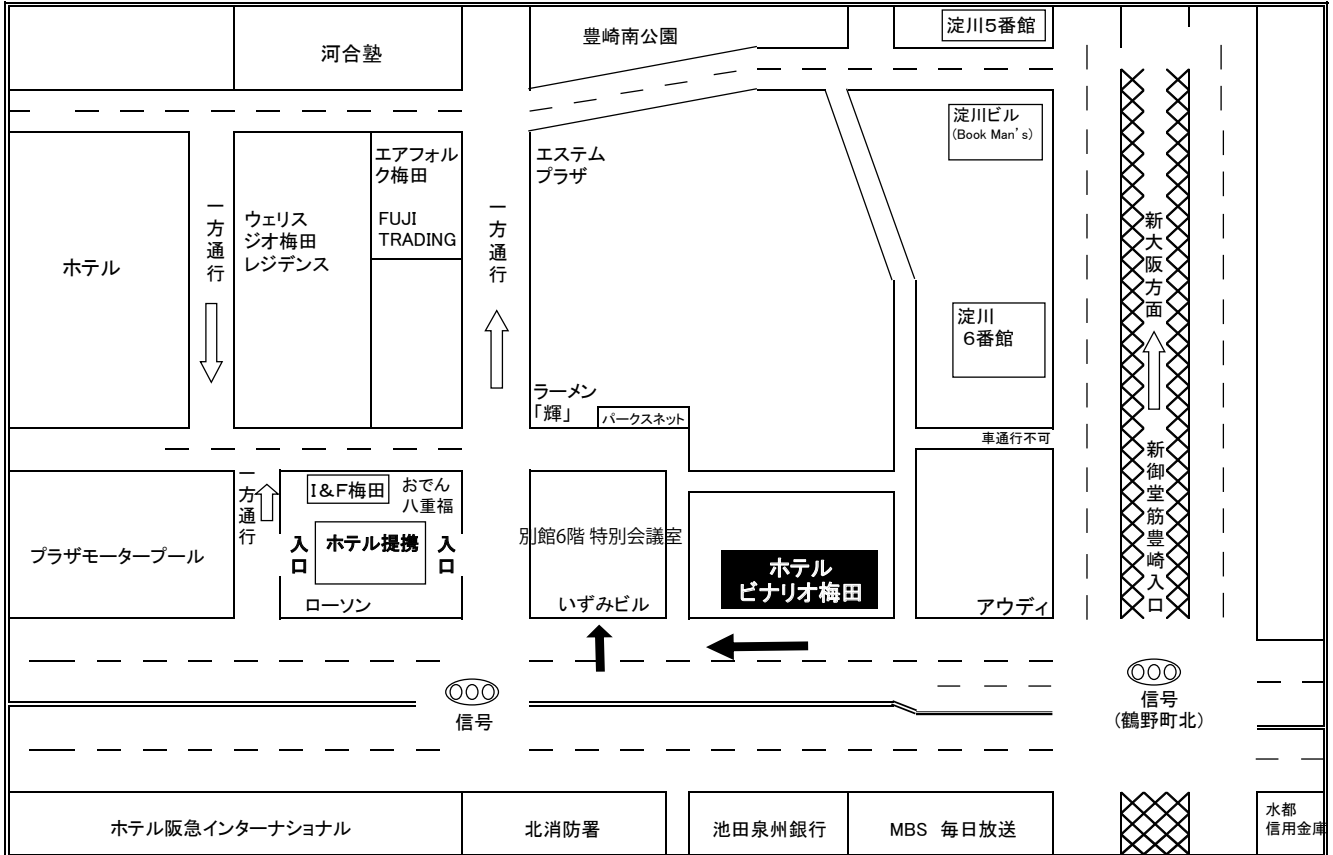 河合塾
豊崎南公園
淀川5番館
淀川ビル
(Book Man's)
エアフォル
ク梅田
FUJI
TRADING
エステム
プラザ
一方通行
ウェリス
ジオ梅田
レジデンス
一方通行
新大阪方面
ホテル
淀川
6番館
ラーメン
「輝」
パークスネット
車通行不可
新御堂筋豊崎入口
一方通行
I&F梅田
おでん
八重福
プラザモータープール
入口
ホテル提携
入口
別館6階 特別会議室
ホテル
ビナリオ梅田
ローソン
いずみビル
アウディ
信号
信号
(鶴野町北)
ホテル阪急インターナショナル
北消防署
池田泉州銀行
MBS 毎日放送
水都
信用金庫